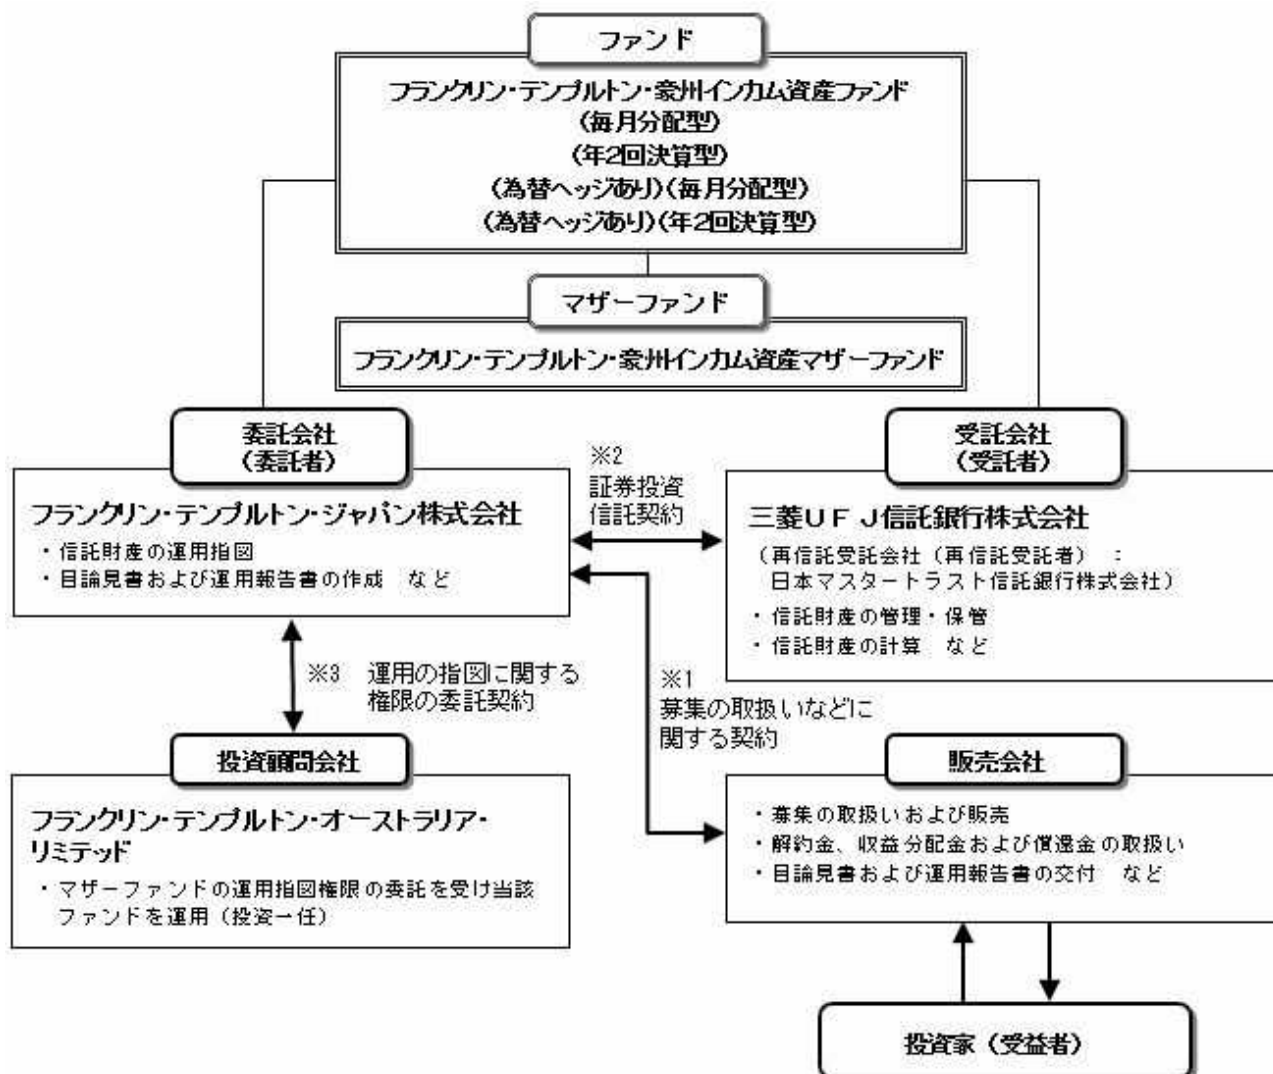 ファンド
フランクリン・テンプルトン・豪州インカム資産ファンド
(毎月分配型)
(年2回決算型)
(為替ヘッジあり)(毎月分配型)
(為替ヘッジあり)(年2回決算型)
マザーファンド
フランクリン・テンプルトン・豪州インカム資産マザーファンド
委託会社
(委託者)
フランクリン・テンプルトン・ジャパン株式会社
・信託財産の運用指図
・目論見書および運用報告書の作成 など
※2
証券投資
信託契約
受託会社
(受託者)
三菱UFJ信託銀行株式会社
(再信託受託会社(再信託受託者) :
日本マスタートラスト信託銀行株式会社)
・信託財産の管理・保管
・信託財産の計算 など
※3 運用の指図に関する
権限の委託契約
※1
募集の取扱いなどに
関する契約
投資顧問会社
フランクリン・テンプルトン・オーストラリア・
リミテッド
・マザーファンドの運用指図権限の委託を受け当該
ファンドを運用(投資一任)
販売会社
・募集の取扱いおよび販売
・解約金、収益分配金および償還金の取扱い
・目論見書および運用報告書の交付 など
投資家(受益者)